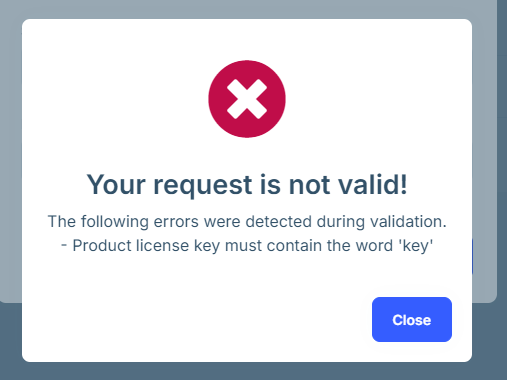 Your request is not valid!
The following errors were detected during validation.
- Product license key must contain the word 'key'
Close